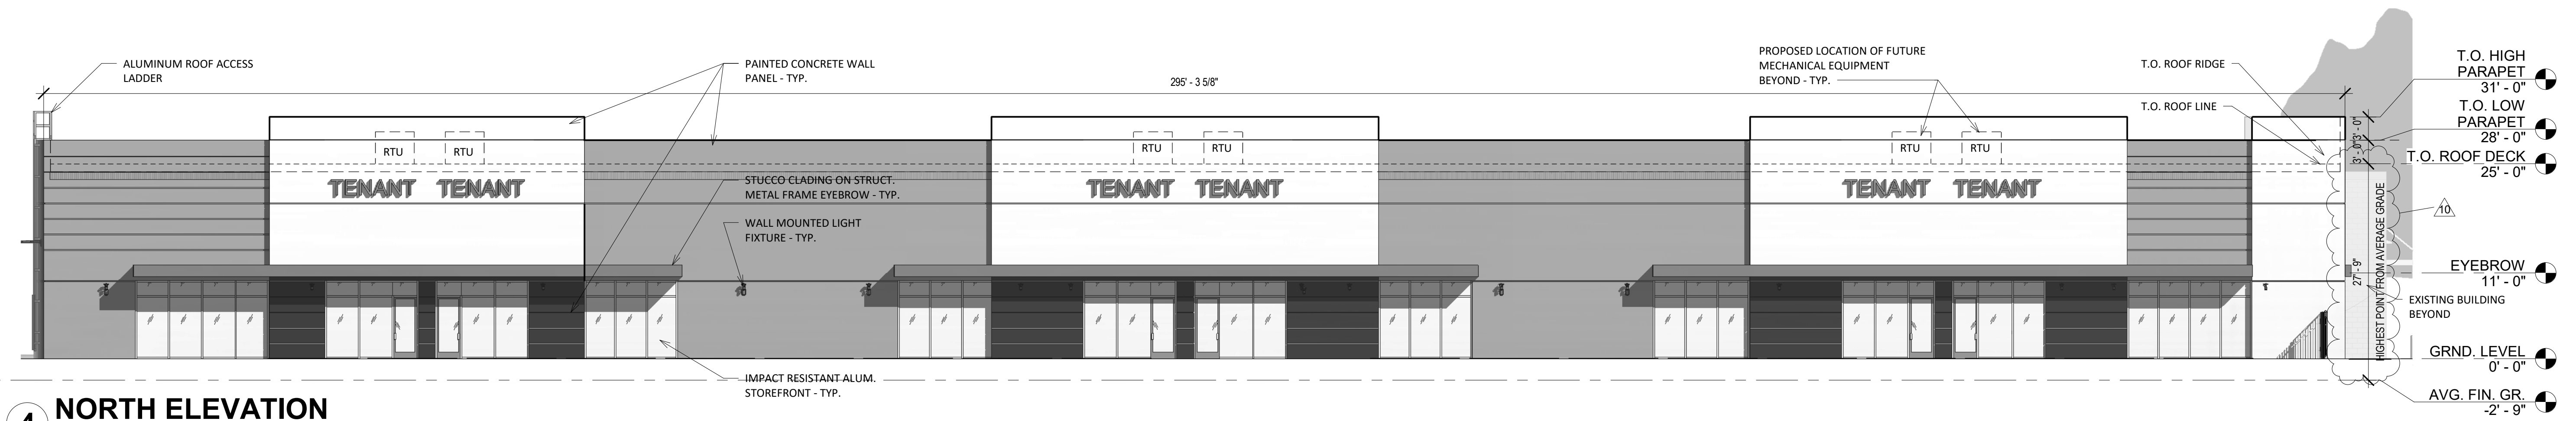 ALUMINUM ROOF ACCESS
LADDER
PAINTED CONCRETE WALL
PANEL - TYP.
295' - 3 5/8"
PROPOSED LOCATION OF FUTURE
MECHANICAL EQUIPMENT
BEYOND - TYP.
T.O. ROOF RIDGE
T.O. ROOF LINE
T.O. HIGH
PARAPET
31' - 0"
T.O. LOW
PARAPET
28' - 0"
T.O. ROOF DECK
25' - 0"
3' - 0"
3' - 0"
RTU RTU
RTU RTU
RTU RTU
TENANT TENANT
TENANT TENANT
TENANT TENANT
STUCCO CLADING ON STRUCT.
METAL FRAME EYEBROW - TYP.
WALL MOUNTED LIGHT
FIXTURE - TYP.
10
27' - 9"
HIGHEST POINT FROM AVERAGE GRADE
EYEBROW
11' - 0"
EXISTING BUILDING
BEYOND
GRND. LEVEL
0' - 0"
IMPACT RESISTANT ALUM.
STOREFRONT - TYP.
AVG. FIN. GR.
-2' - 9"
4 NORTH ELEVATION